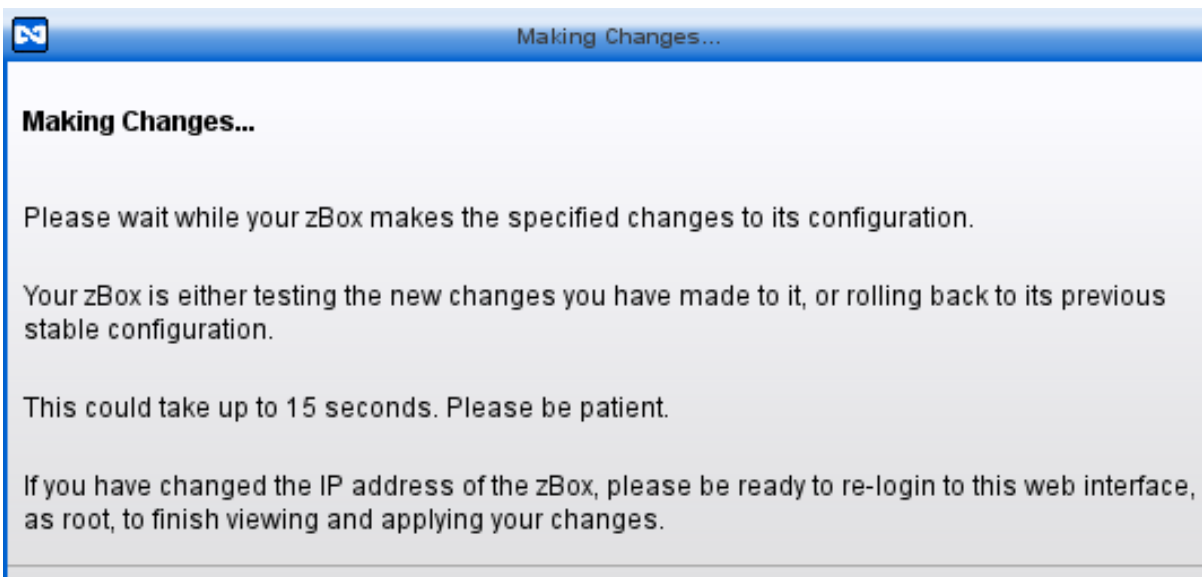 Making Changes...
Making Changes...
Please wait while your zBox makes the specified changes to its configuration.
Your zBox is either testing the new changes you have made to it, or rolling back to its previous
stable configuration.
This could take up to 15 seconds. Please be patient.
If you have changed the IP address of the zBox, please be ready to re-login to this web interface,
as root, to finish viewing and applying your changes.